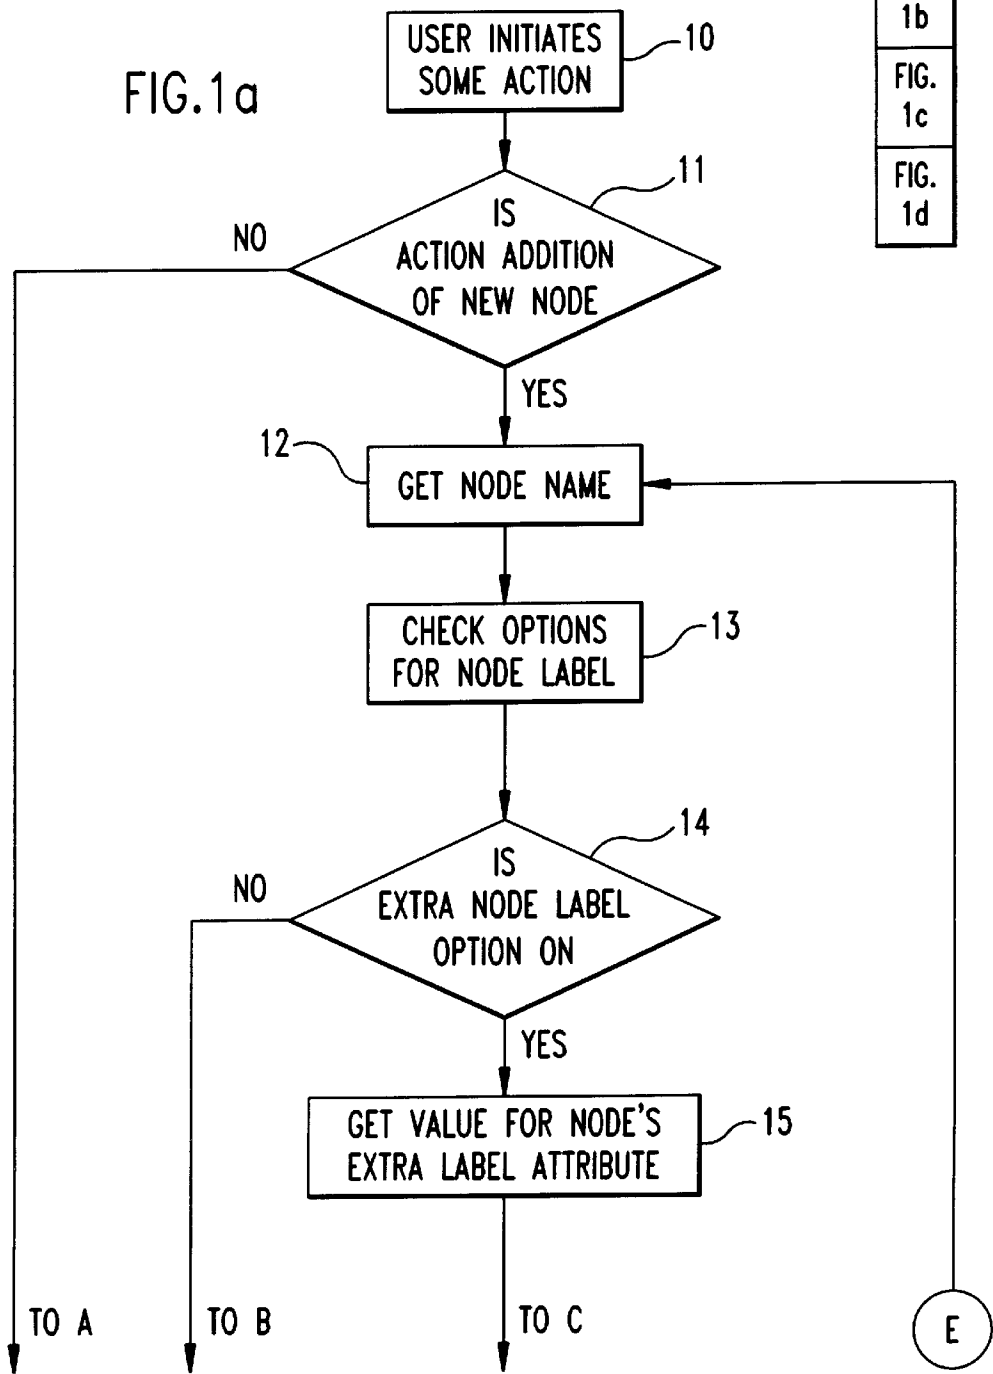 1b
FIG.
1c
FIG.
1d
FIG.1a
USER INITIATES
SOME ACTION
10
11
IS
ACTION ADDITION
OF NEW NODE
NO
YES
12
GET NODE NAME
CHECK OPTIONS
FOR NODE LABEL
13
14
IS
EXTRA NODE LABEL
OPTION ON
NO
YES
GET VALUE FOR NODE'S
EXTRA LABEL ATTRIBUTE
15
TO A
TO B
TO C
E